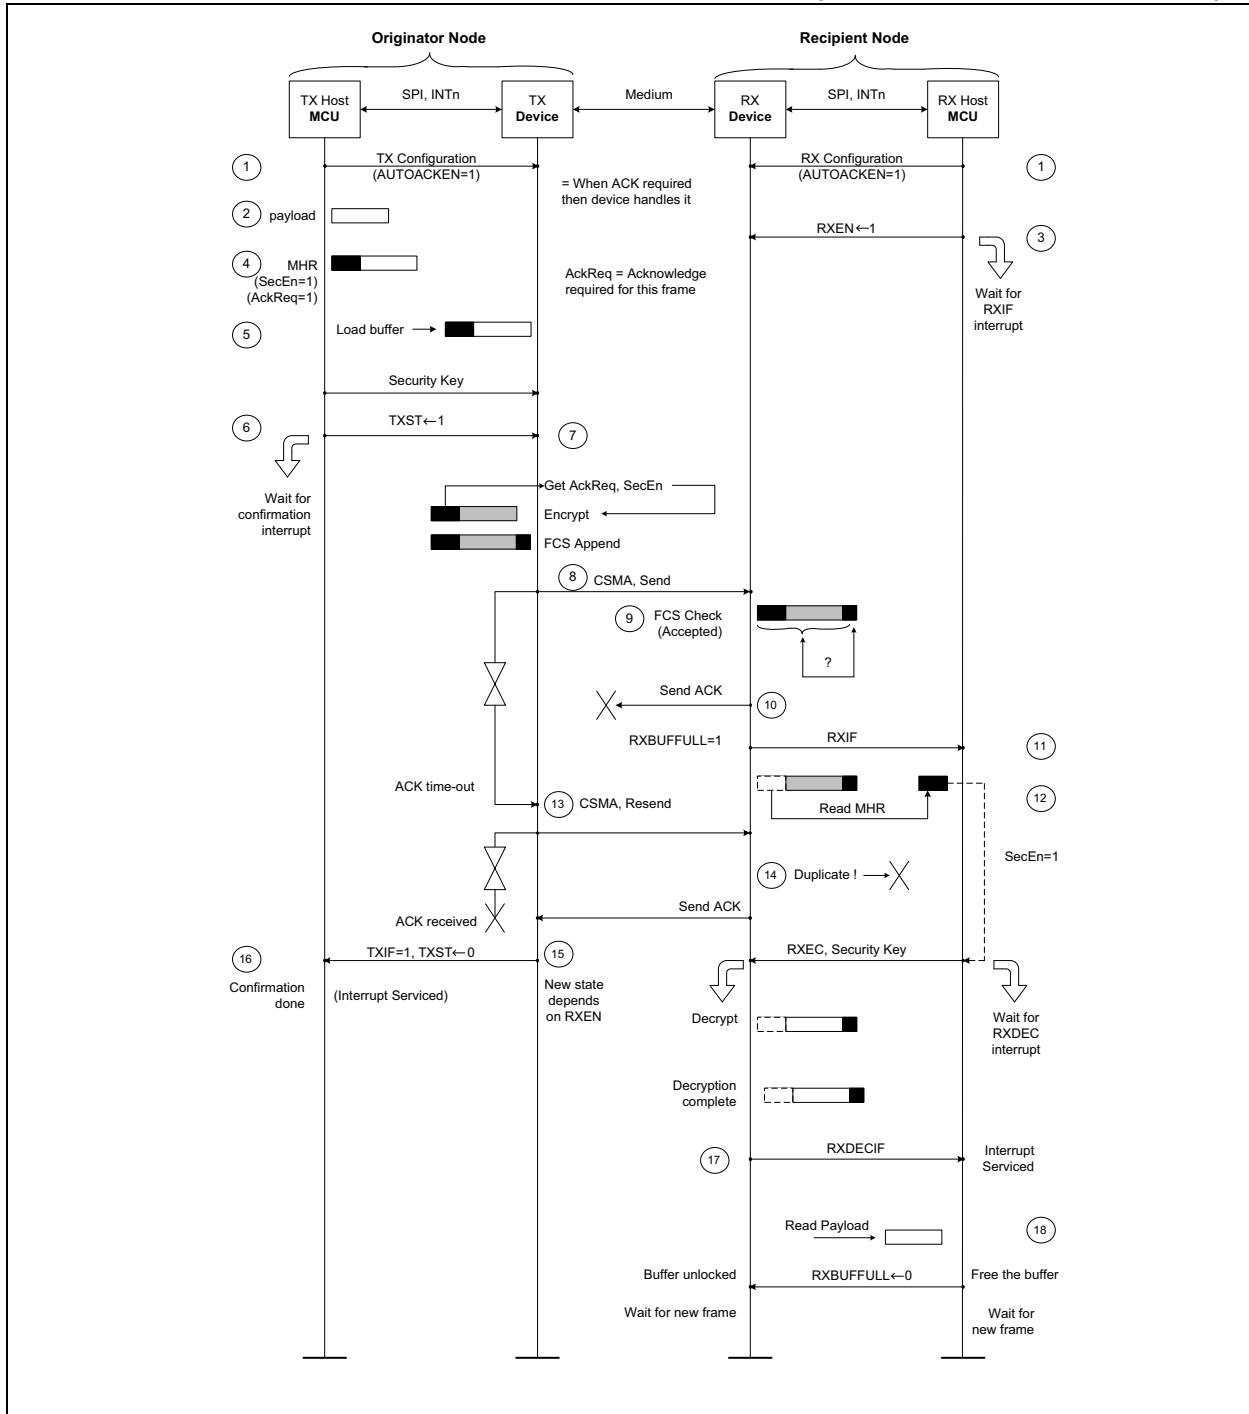 Originator Node
Recipient Node
TX Host
MCU
SPI, INTn
TX
Device
Medium
RX
Device
SPI, INTn
RX Host
MCU
1
TX Configuration
(AUTOACKEN=1)
= When ACK required
then device handles it
RX Configuration
(AUTOACKEN=1)
1
2
payload
RXEN←1
3
Wait for
RXIF
interrupt
4
MHR
(SecEn=1)
(AckReq=1)
AckReq = Acknowledge
required for this frame
5
Load buffer
Security Key
6
TXST←1
7
Wait for
confirmation
interrupt
Get AckReq, SecEn
Encrypt
FCS Append
8
CSMA, Send
9
FCS Check
(Accepted)
?
Send ACK
10
RXBUFFULL=1
RXIF
11
ACK time-out
13
CSMA, Resend
Read MHR
12
SecEn=1
14
Duplicate !
ACK received
Send ACK
16
TXIF=1, TXST←0
15
RXEC, Security Key
Confirmation
done
(Interrupt Serviced)
New state
depends
on RXEN
Decrypt
Wait for
RXDEC
interrupt
Decryption
complete
17
RXDECIF
Interrupt
Serviced
Read Payload
18
Buffer unlocked
RXBUFFULL←0
Free the buffer
Wait for new frame
Wait for
new frame